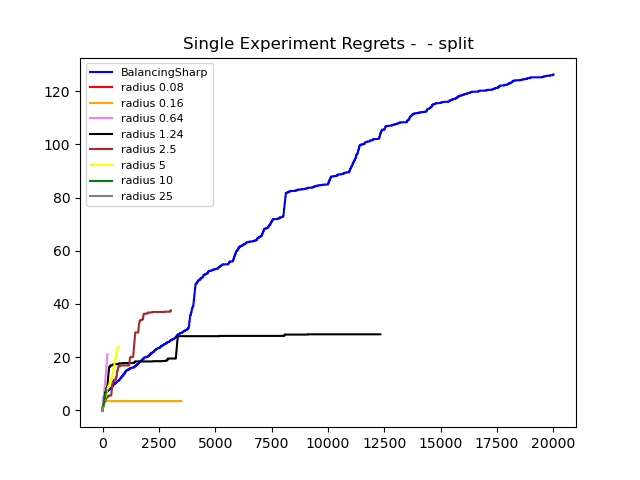 Single Experiment Regrets -  - split
BalancingSharp
radius 0.08
radius 0.16
radius 0.64
radius 1.24
radius 2.5
radius 5
radius 10
radius 25
120
100
80
60
40
20
0
0 2500 5000 7500 10000 12500 15000 17500 20000